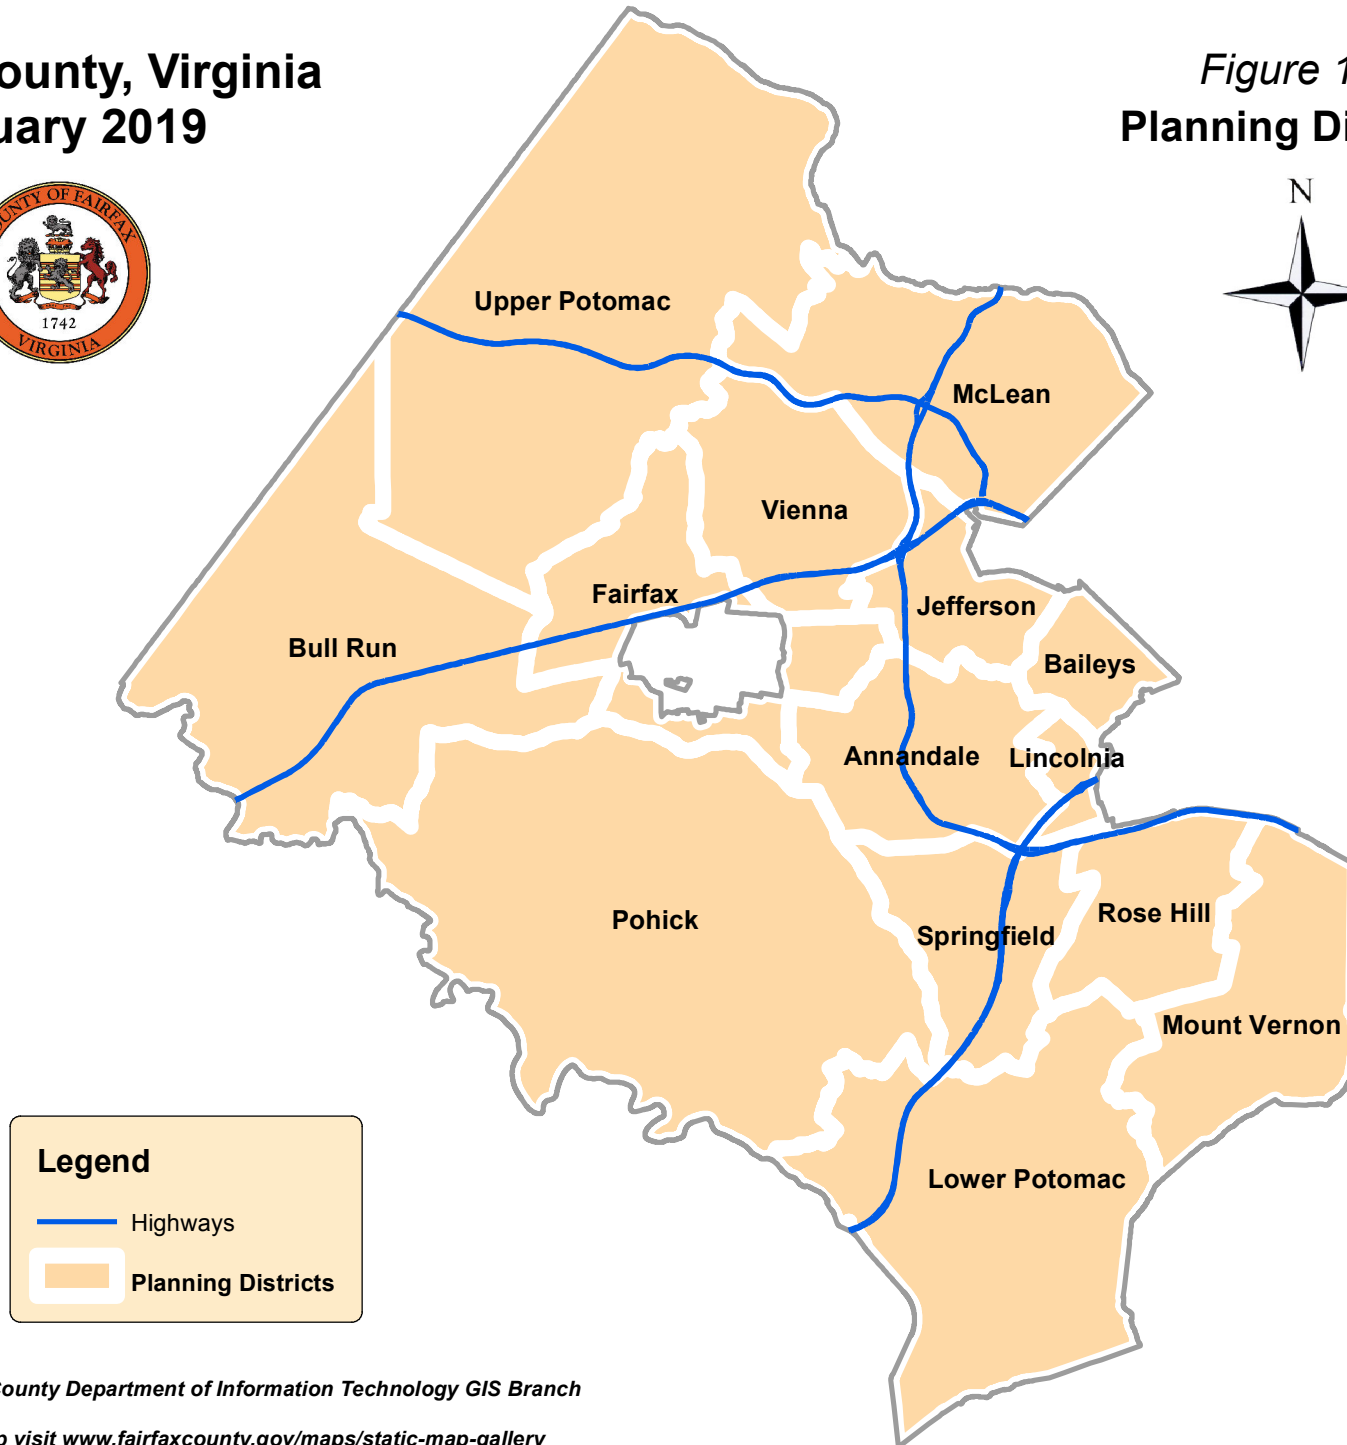 ounty, Virginia
uary 2019
Figure 1
Planning Di
COUNTY OF FAIRFAX
1742
VIRGINIA
N
Upper Potomac
McLean
Vienna
Fairfax
Jefferson
Bull Run
Baileys
Annandale
Lincolnia
Pohick
Springfield
Rose Hill
Mount Vernon
Lower Potomac
Legend
Highways
Planning Districts
County Department of Information Technology GIS Branch
p visit www.fairfaxcounty.gov/maps/static-map-gallery